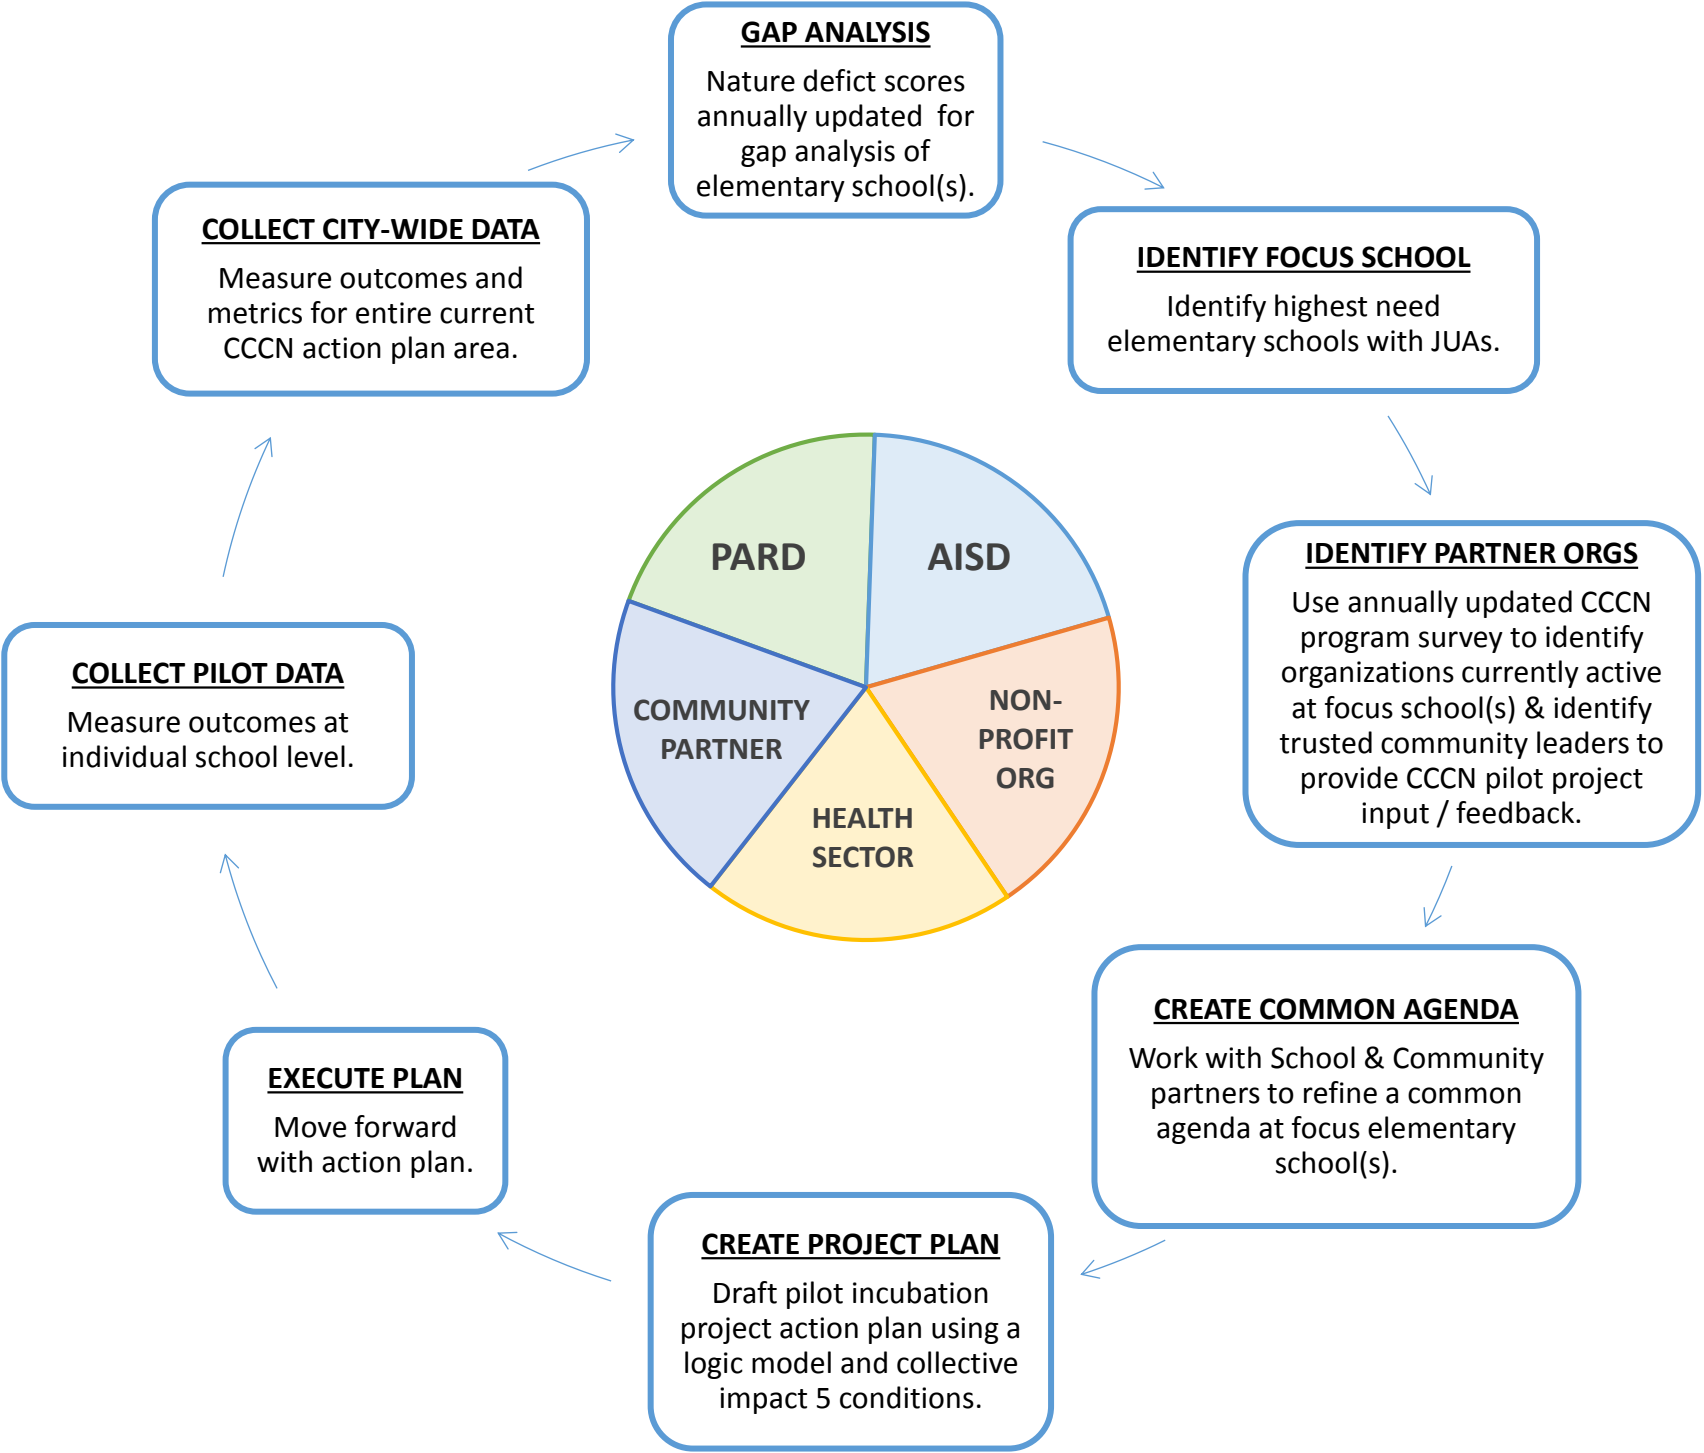 GAP ANALYSIS
Nature defict scores
annually updated  for
gap analysis of
elementary school(s).
IDENTIFY FOCUS SCHOOL
Identify highest need
elementary schools with JUAs.
IDENTIFY PARTNER ORGS
Use annually updated CCCN
program survey to identify
organizations currently active
at focus school(s) & identify
trusted community leaders to
provide CCCN pilot project
input / feedback.
CREATE COMMON AGENDA
Work with School & Community
partners to refine a common
agenda at focus elementary
school(s).
CREATE PROJECT PLAN
Draft pilot incubation
project action plan using a
logic model and collective
impact 5 conditions.
EXECUTE PLAN
Move forward
with action plan.
COLLECT PILOT DATA
Measure outcomes at
individual school level.
COLLECT CITY-WIDE DATA
Measure outcomes and
metrics for entire current
CCCN action plan area.
PARD
AISD
NON-
PROFIT
ORG
HEALTH
SECTOR
COMMUNITY
PARTNER